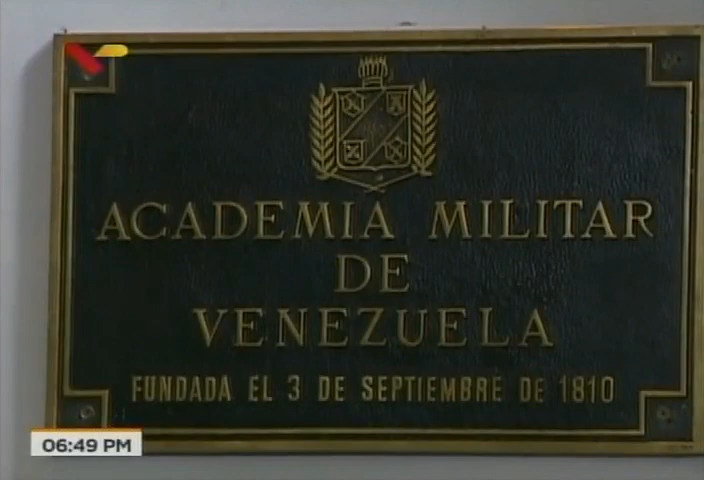 ACADEMIA MILITAR
DE
VENEZUELA
FUNDADA EL 3 DE SEPTIEMBRE DE 1810
06:49 PM